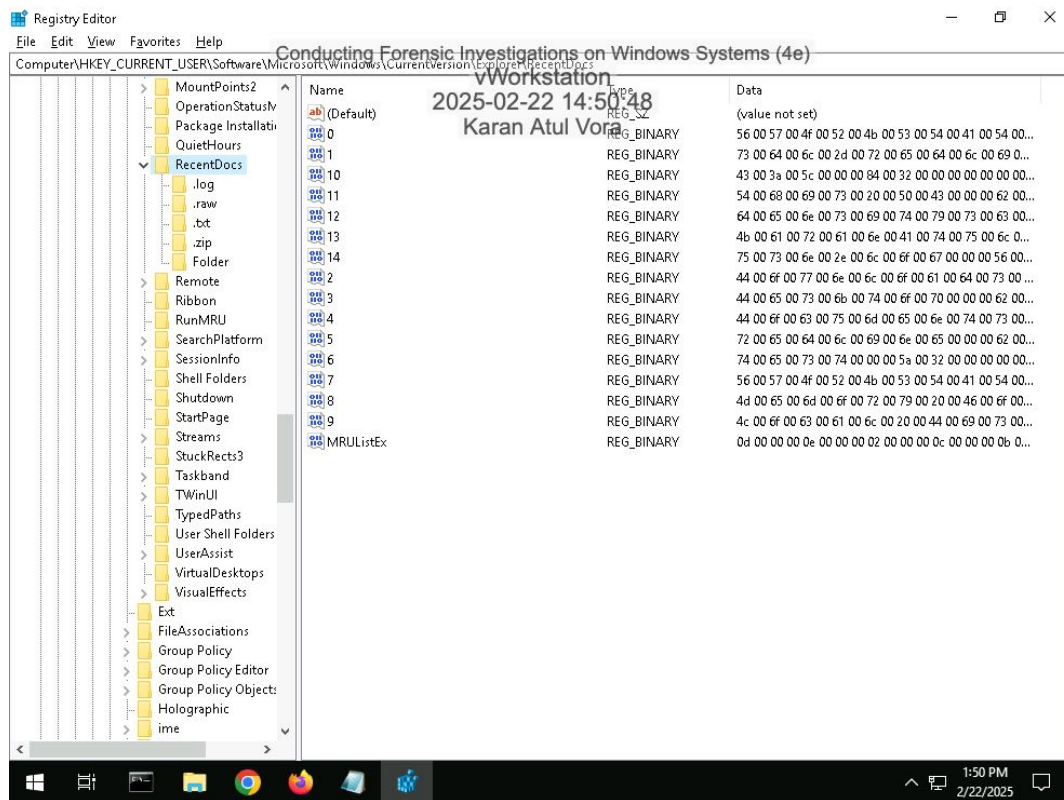 Registry Editor
File Edit View Favorites Help
Computer\HKEY_CURRENT_USER\Software\Microsoft\Windows\CurrentVersion\Explorer\RecentDocs
Conducting Forensic Investigations on Windows Systems (4e)
vWorkstation
2025-02-22 14:50:48
Karan Atul Vora
MountPoints2
OperationStatusM
Package Installati
QuietHours
RecentDocs
.log
.raw
.txt
.zip
Folder
Remote
Ribbon
RunMRU
SearchPlatform
SessionInfo
Shell Folders
Shutdown
StartPage
Streams
StuckRects3
Taskband
TWinUI
TypedPaths
User Shell Folders
UserAssist
VirtualDesktops
VisualEffects
Ext
FileAssociations
Group Policy
Group Policy Editor
Group Policy Objects
Holographic
ime
Name Type Data
(Default) REG_SZ (value not set)
0 REG_BINARY 56 00 57 00 4f 00 52 00 4b 00 53 00 54 00 41 00 54 00...
1 REG_BINARY 73 00 64 00 6c 00 2d 00 72 00 65 00 64 00 6c 00 69 0...
10 REG_BINARY 43 00 3a 00 5c 00 00 00 84 00 32 00 00 00 00 00 00 00...
11 REG_BINARY 54 00 68 00 69 00 73 00 20 00 50 00 43 00 00 00 62 00...
12 REG_BINARY 64 00 65 00 6e 00 73 00 69 00 74 00 79 00 73 00 63 00...
13 REG_BINARY 4b 00 61 00 72 00 61 00 6e 00 41 00 74 00 75 00 6c 0...
14 REG_BINARY 75 00 73 00 6e 00 2e 00 6c 00 6f 00 67 00 00 00 56 00...
2 REG_BINARY 44 00 6f 00 77 00 6e 00 6c 00 6f 00 61 00 64 00 73 00...
3 REG_BINARY 44 00 65 00 73 00 6b 00 74 00 6f 00 70 00 00 00 62 00...
4 REG_BINARY 44 00 6f 00 63 00 75 00 6d 00 65 00 6e 00 74 00 73 00...
5 REG_BINARY 72 00 65 00 64 00 6c 00 69 00 6e 00 65 00 00 00 62 00...
6 REG_BINARY 74 00 65 00 73 00 74 00 00 00 5a 00 32 00 00 00 00 00...
7 REG_BINARY 56 00 57 00 4f 00 52 00 4b 00 53 00 54 00 41 00 54 00...
8 REG_BINARY 4d 00 65 00 6d 00 6f 00 72 00 79 00 20 00 46 00 6f 00...
9 REG_BINARY 4c 00 6f 00 63 00 61 00 6c 00 20 00 44 00 69 00 73 00...
MRUListEx REG_BINARY 0d 00 00 00 0e 00 00 00 02 00 00 00 0c 00 00 00 0b 0...
1:50 PM
2/22/2025